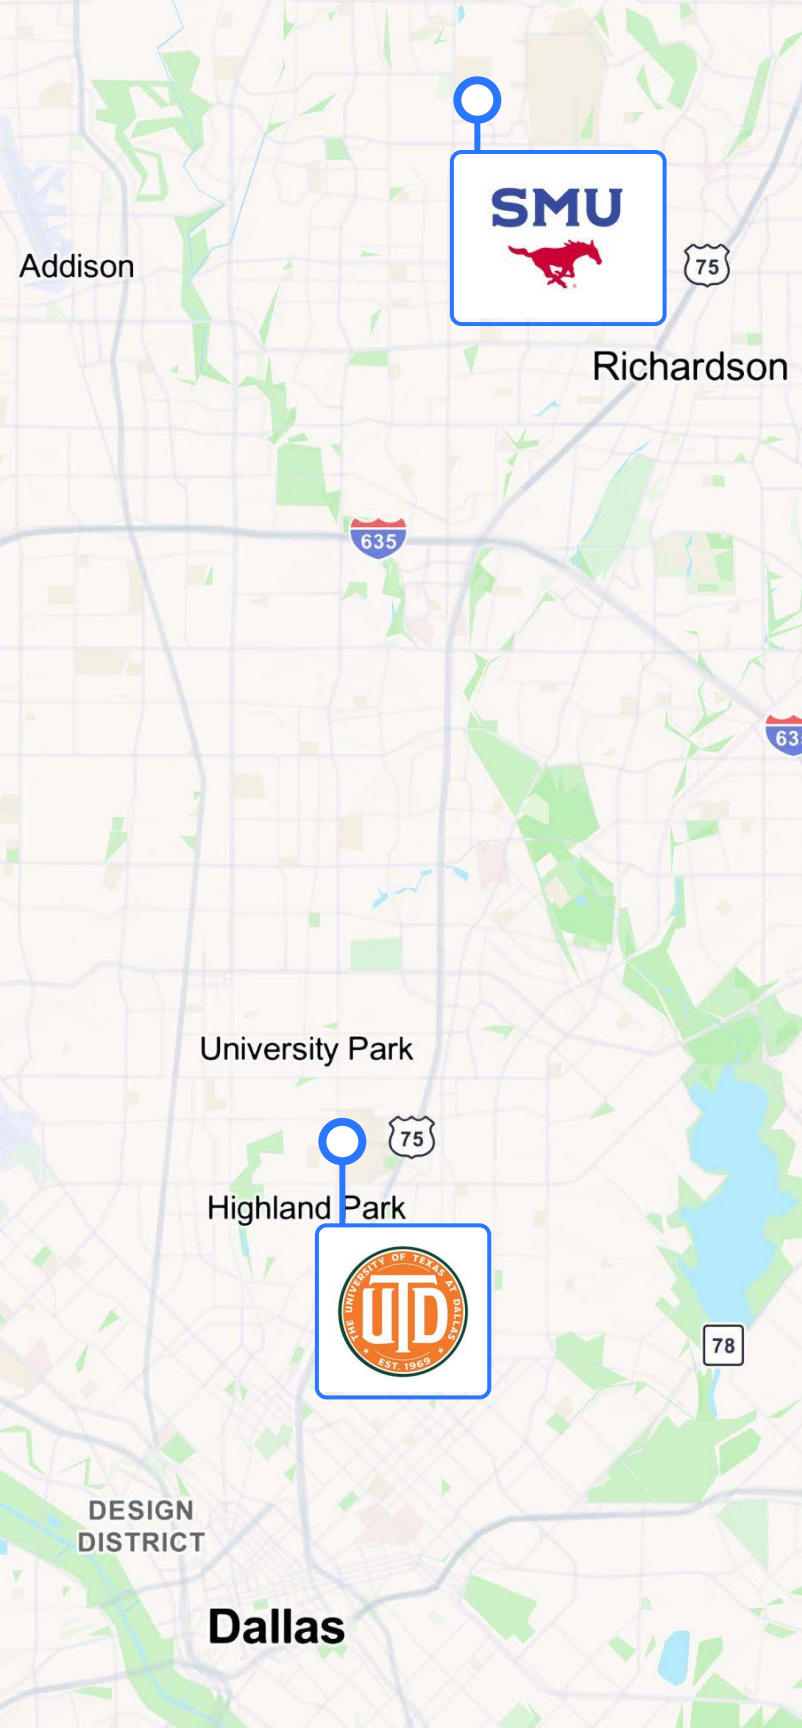 SMU
Addison
75
Richardson
635
63
University Park
75
Highland Park
THE UNIVERSITY OF TEXAS AT DALLAS
UTD
EST. 1969
78
DESIGN
DISTRICT
Dallas